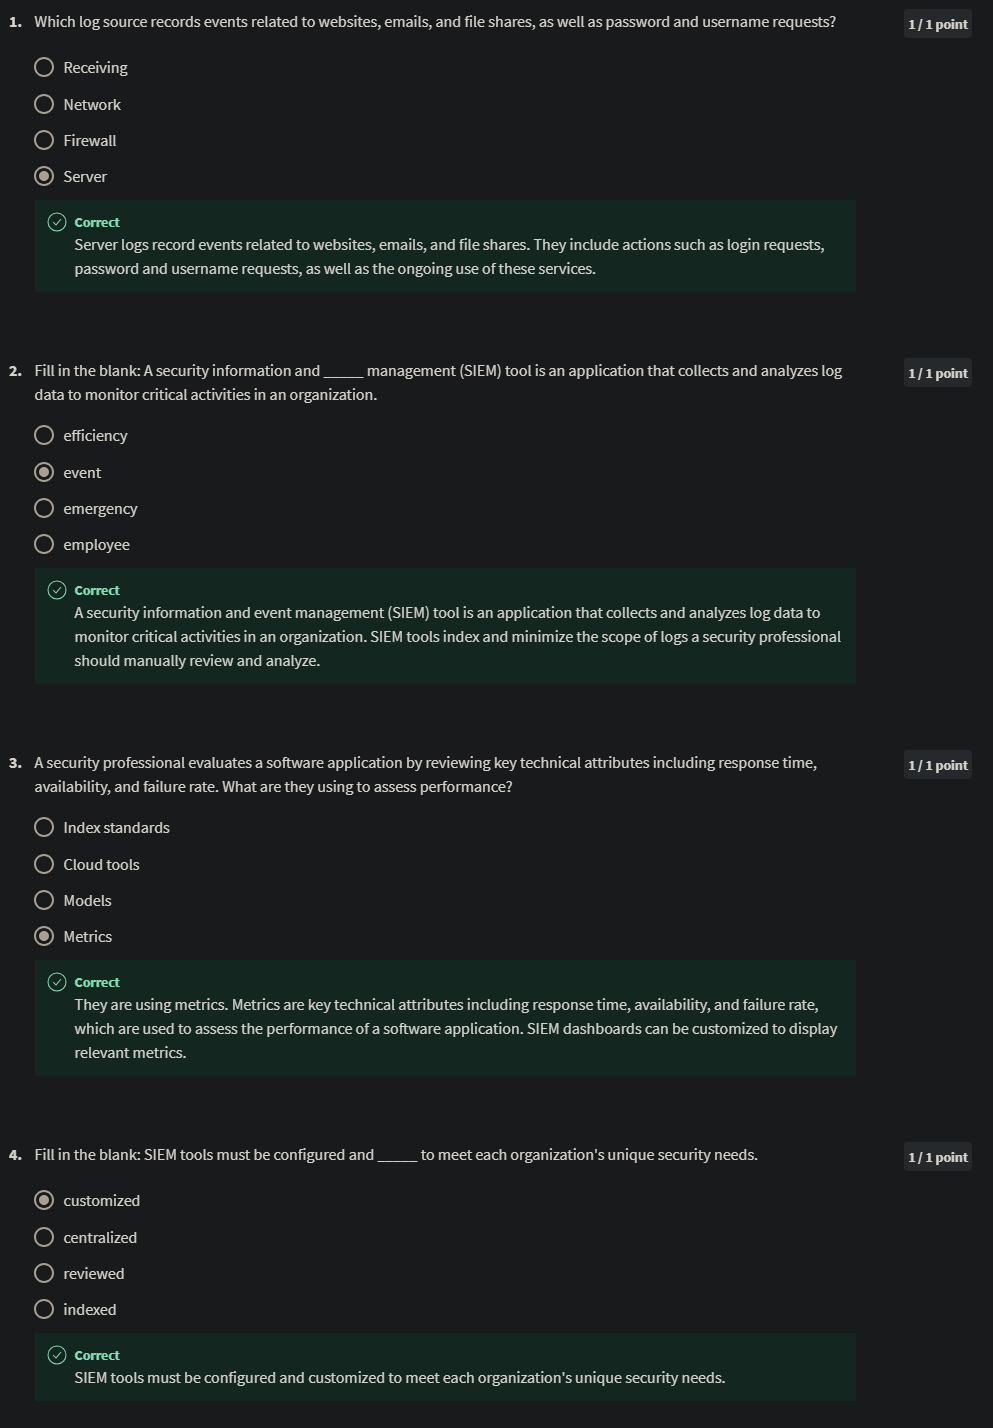 1. Which log source records events related to websites, emails, and file shares, as well as password and username requests?
1 / 1 point
Receiving
Network
Firewall
Server
Correct
Server logs record events related to websites, emails, and file shares. They include actions such as login requests,
password and username requests, as well as the ongoing use of these services.
2. Fill in the blank: A security information and _____ management (SIEM) tool is an application that collects and analyzes log
data to monitor critical activities in an organization.
1 / 1 point
efficiency
event
emergency
employee
Correct
A security information and event management (SIEM) tool is an application that collects and analyzes log data to
monitor critical activities in an organization. SIEM tools index and minimize the scope of logs a security professional
should manually review and analyze.
3. A security professional evaluates a software application by reviewing key technical attributes including response time,
availability, and failure rate. What are they using to assess performance?
1 / 1 point
Index standards
Cloud tools
Models
Metrics
Correct
They are using metrics. Metrics are key technical attributes including response time, availability, and failure rate,
which are used to assess the performance of a software application. SIEM dashboards can be customized to display
relevant metrics.
4. Fill in the blank: SIEM tools must be configured and _____ to meet each organization's unique security needs.
1 / 1 point
customized
centralized
reviewed
indexed
Correct
SIEM tools must be configured and customized to meet each organization's unique security needs.